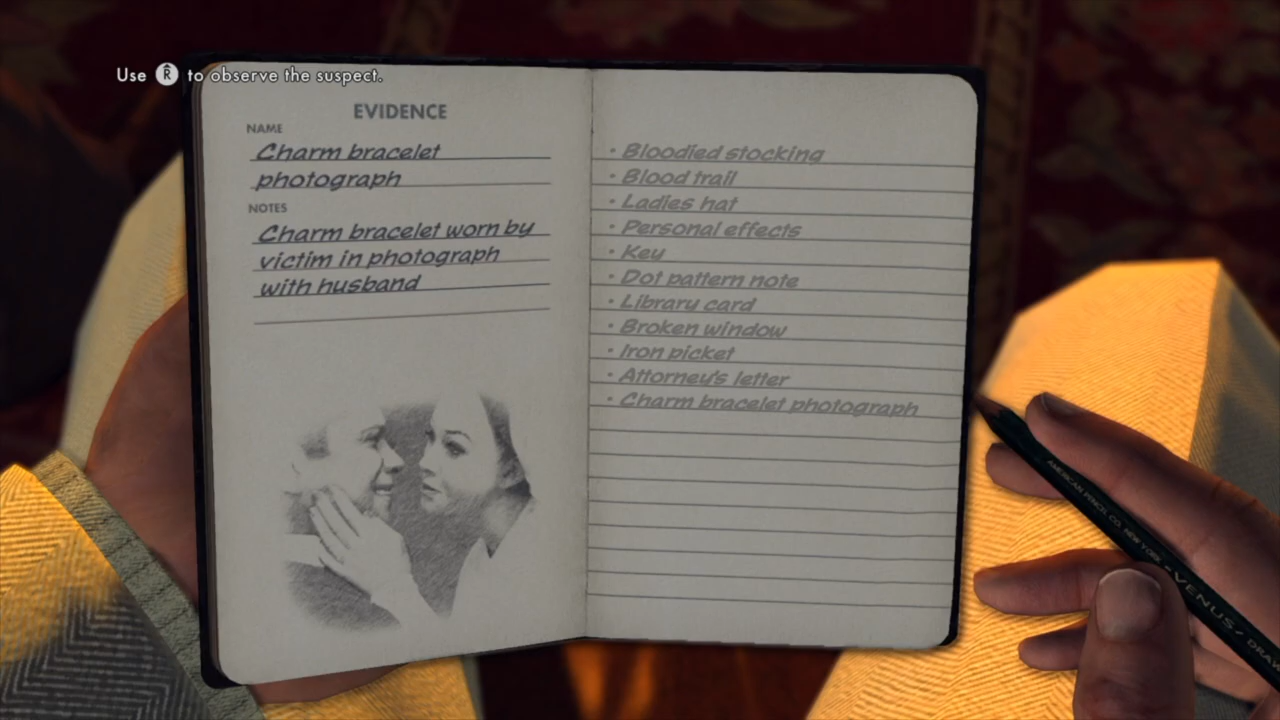 Use R to observe the suspect.
EVIDENCE
NAME
Charm bracelet
photograph
NOTES
Charm bracelet worn by
victim in photograph
with husband
• Bloodied stocking
• Blood trail
• Ladies hat
• Personal effects
• Key
• Dot pattern note
• Library card
• Broken window
• Iron picket
• Attorney's letter
• Charm bracelet photograph
AMERICAN PENCIL CO. NEW YORK VENUS